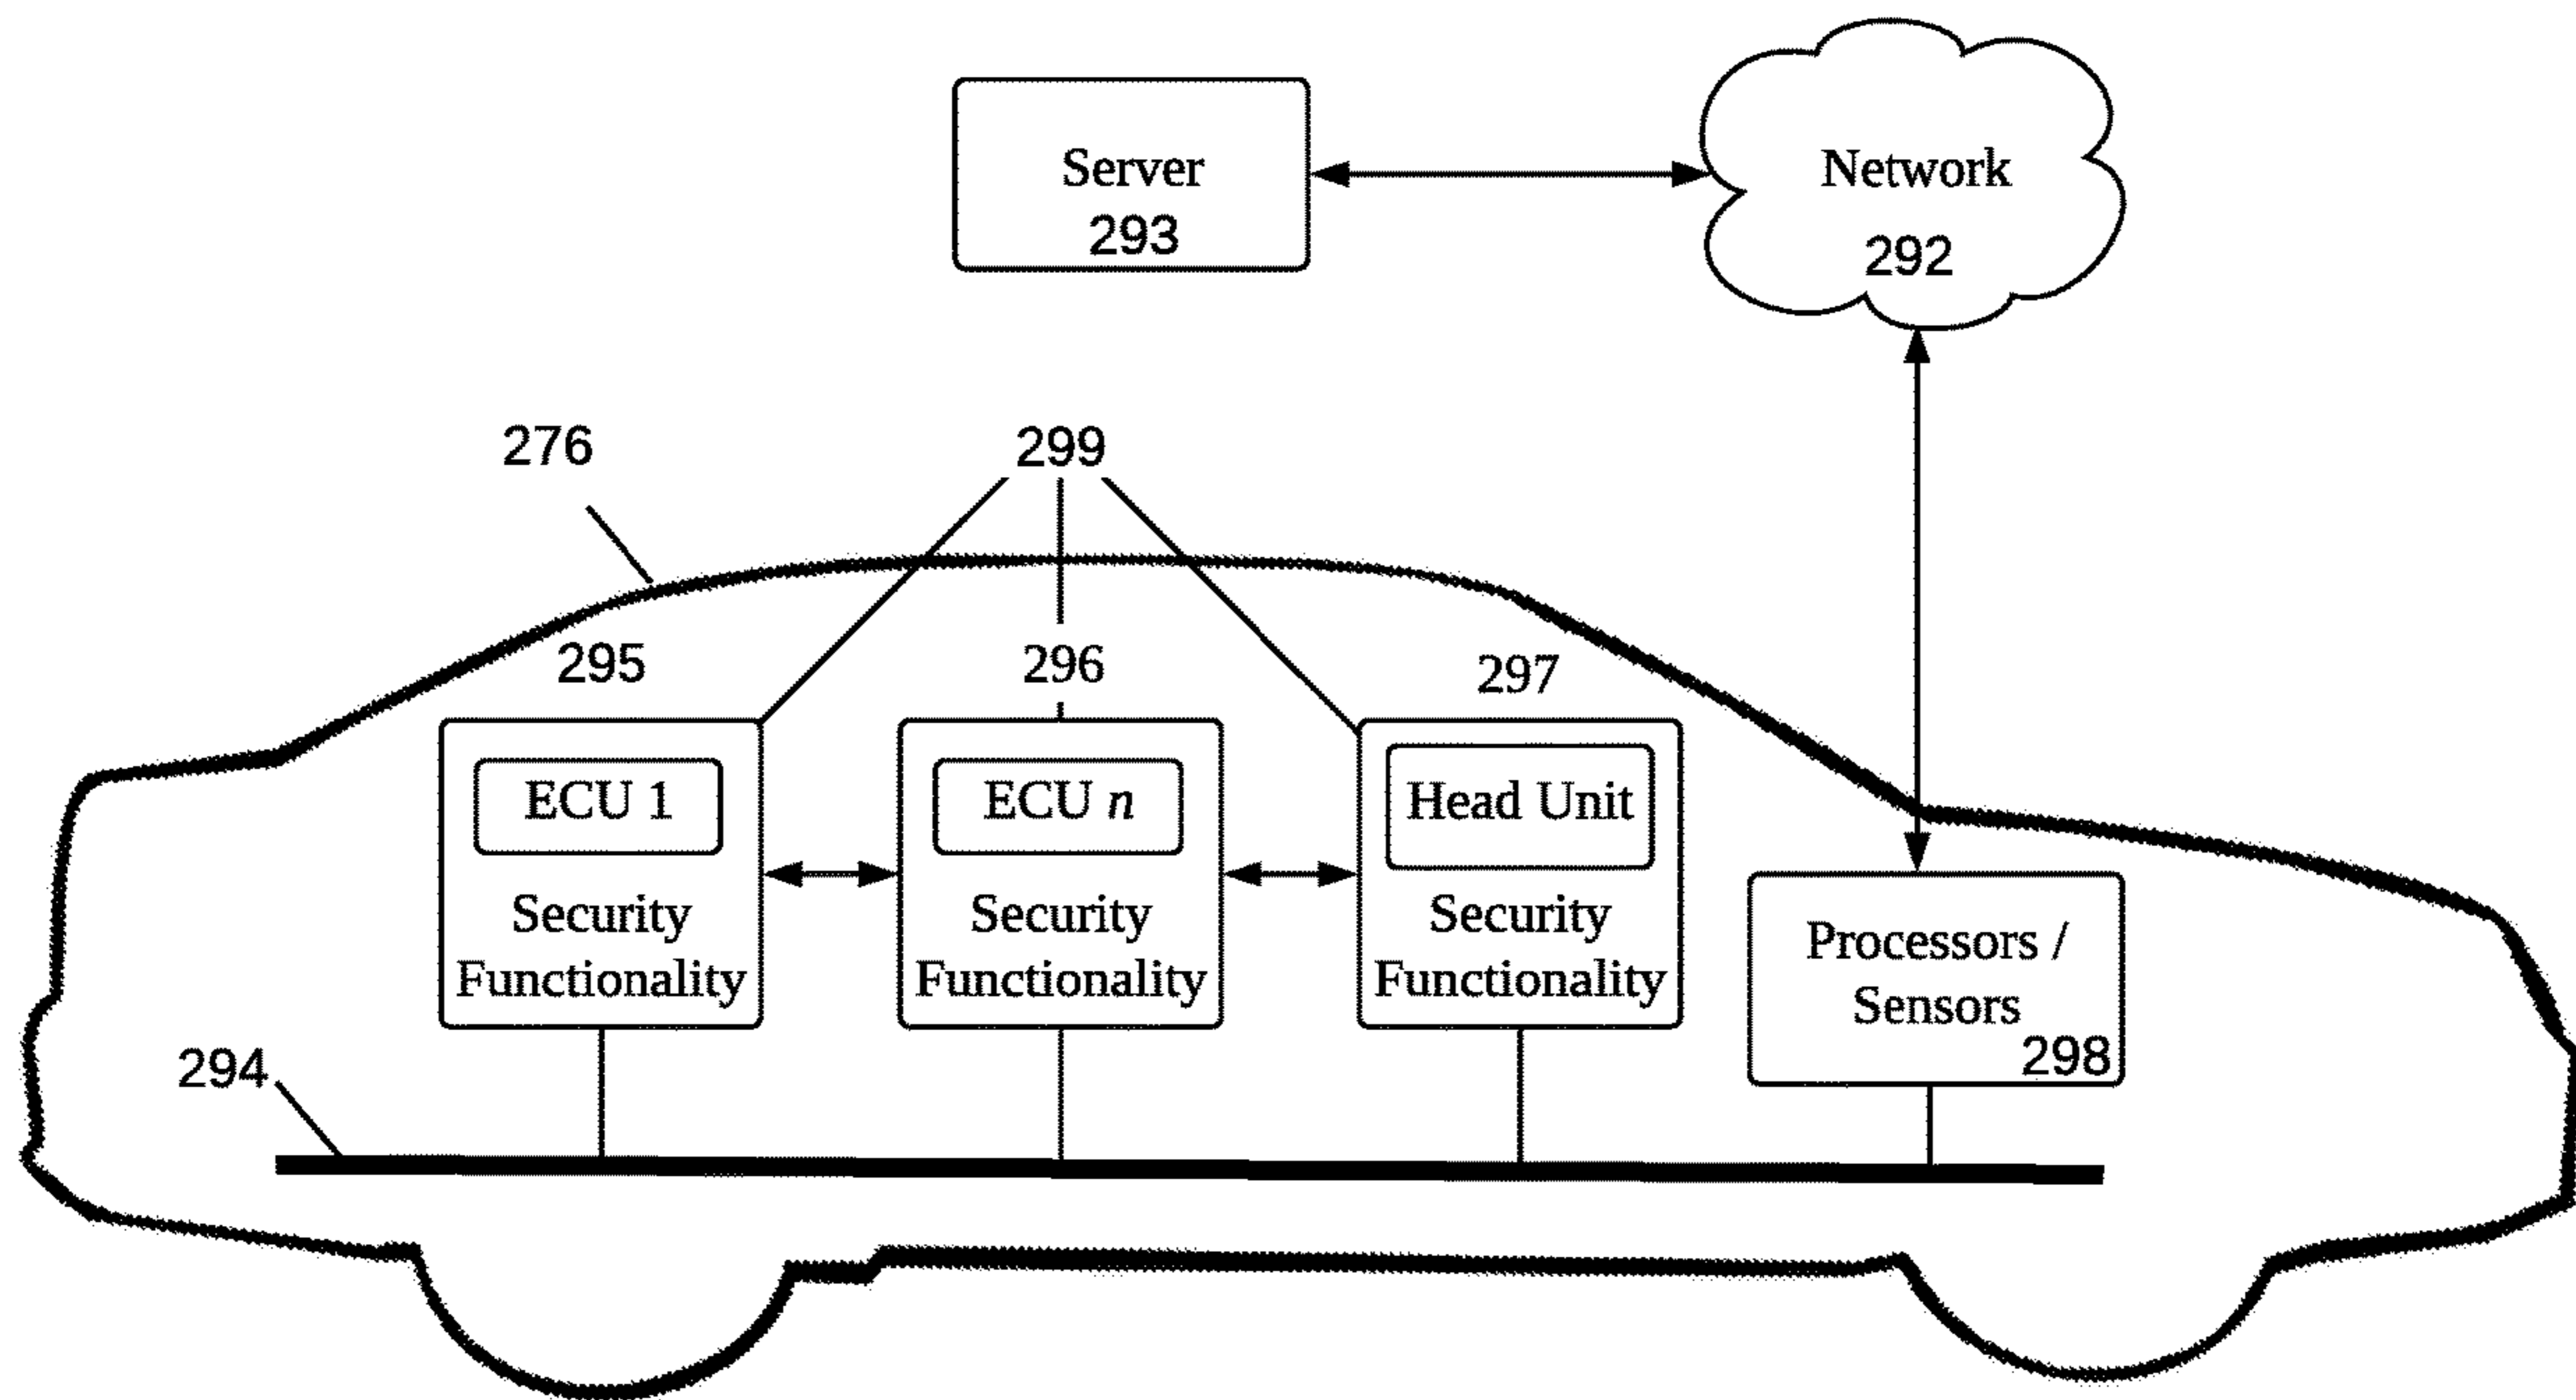 Server
293
Network
292
276
299
295
296
297
ECU 1
Security
Functionality
ECU n
Security
Functionality
Head Unit
Security
Functionality
Processors /
Sensors
298
294